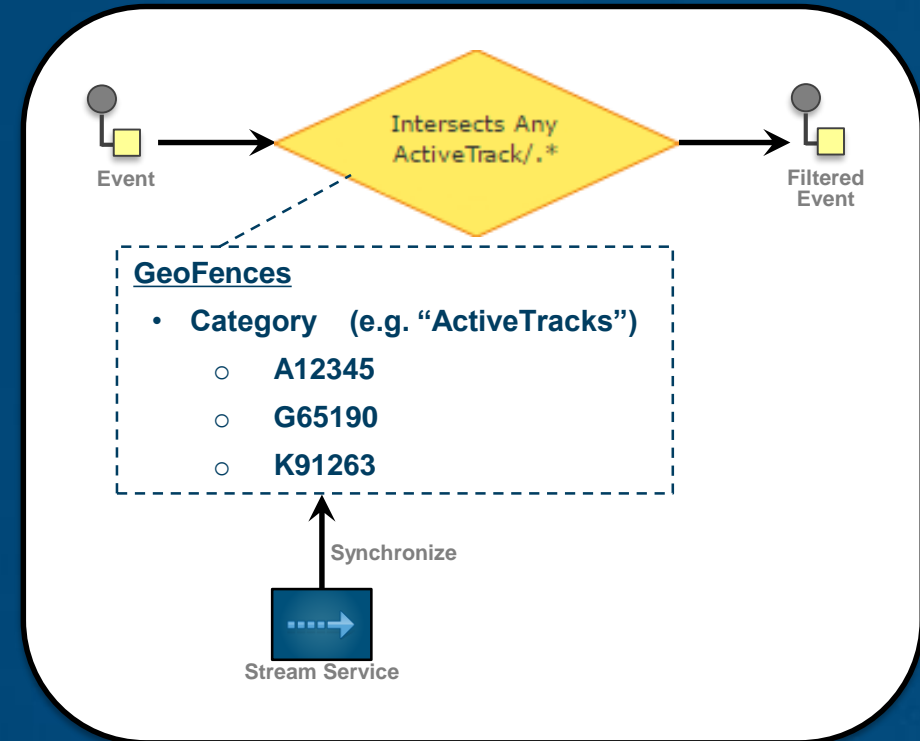 Intersects Any
ActiveTrack/.*
Event
Filtered
Event
GeoFences
• Category (e.g. “ActiveTracks”)
o A12345
o G65190
o K91263
Synchronize
Stream Service